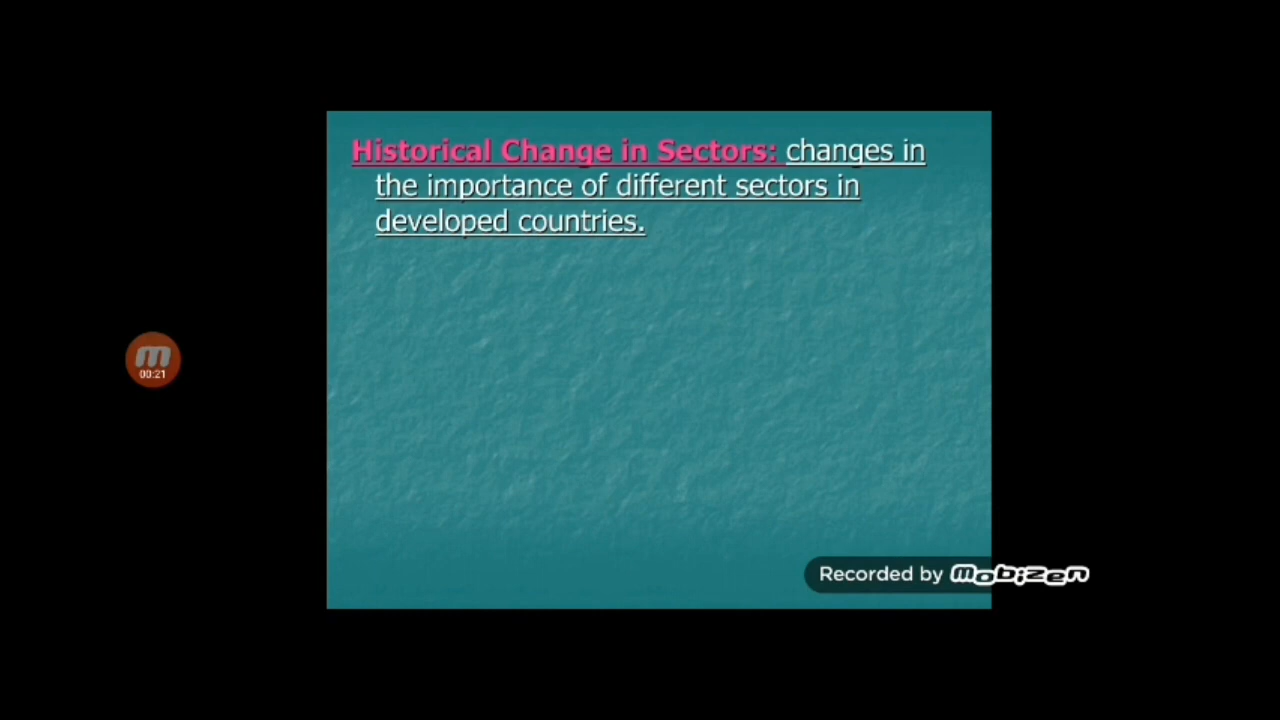 Historical Change in Sectors: changes in
the importance of different sectors in
developed countries.
m
00:21
Recorded by mobizen